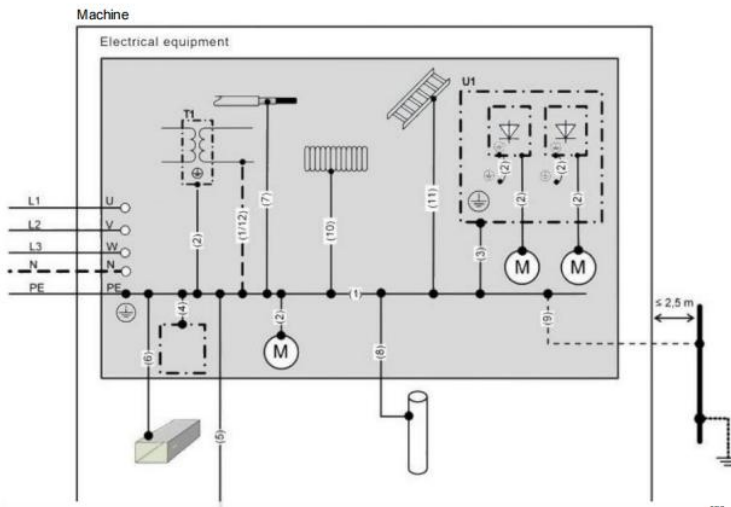 Machine
Electrical equipment
U1
T1
(2)
(2)
(7)
(11)
L1 U
(10)
(2)
(2)
L2 V
(2)
(1/12)
(3)
L3 W
M
M
N N
PE PE
(1)
≤ 2,5 m
(4)
(2)
(9)
(6)
M
(8)
(5)